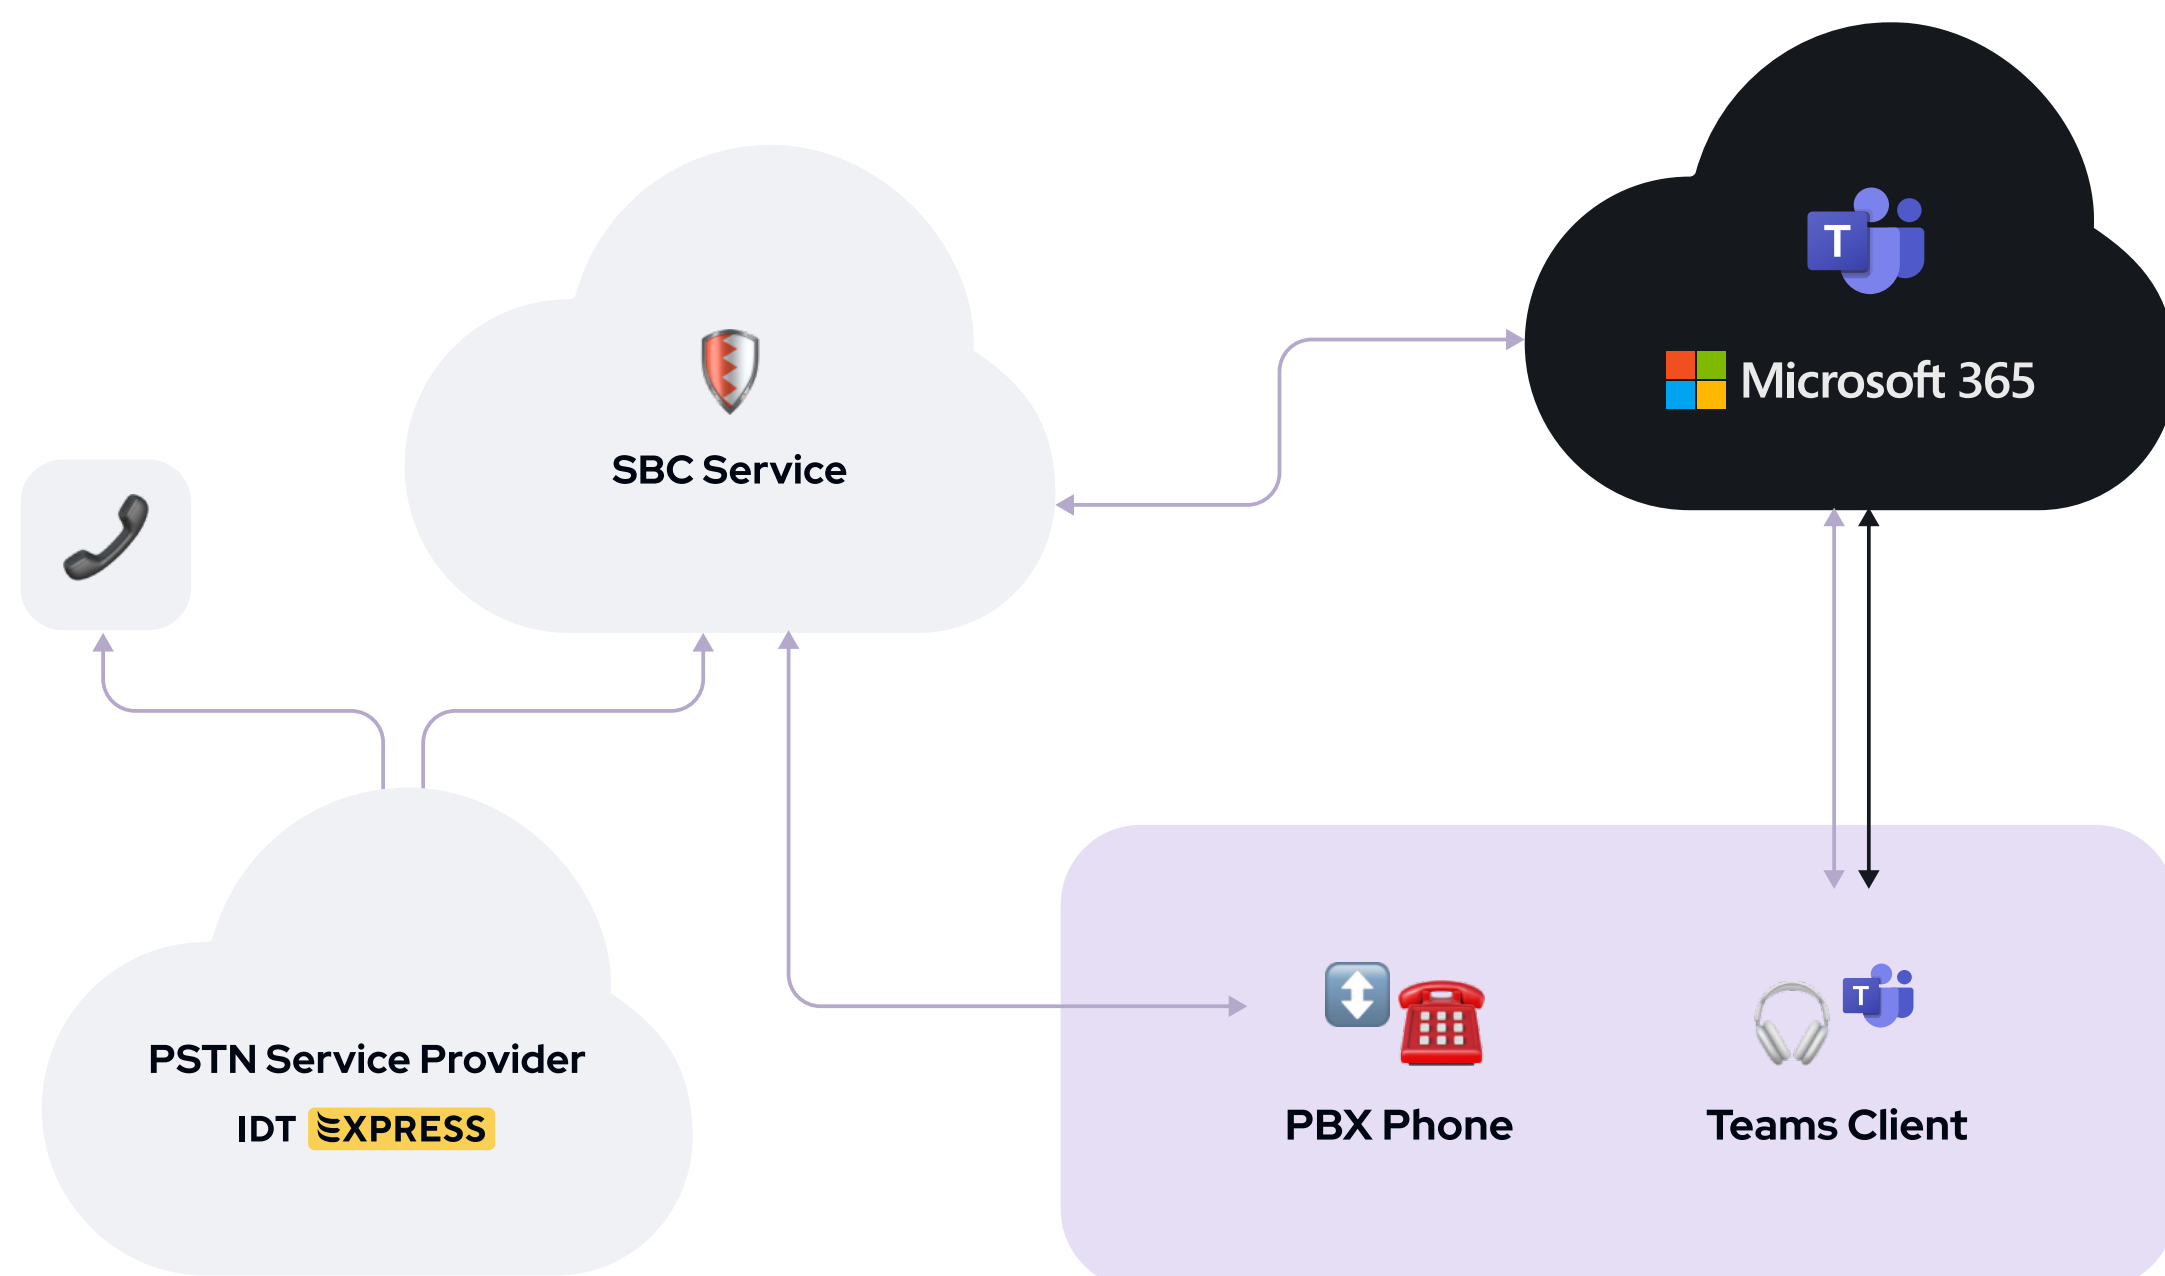 T
Microsoft 365
SBC Service
PSTN Service Provider
IDT EXPRESS
T
PBX Phone
Teams Client